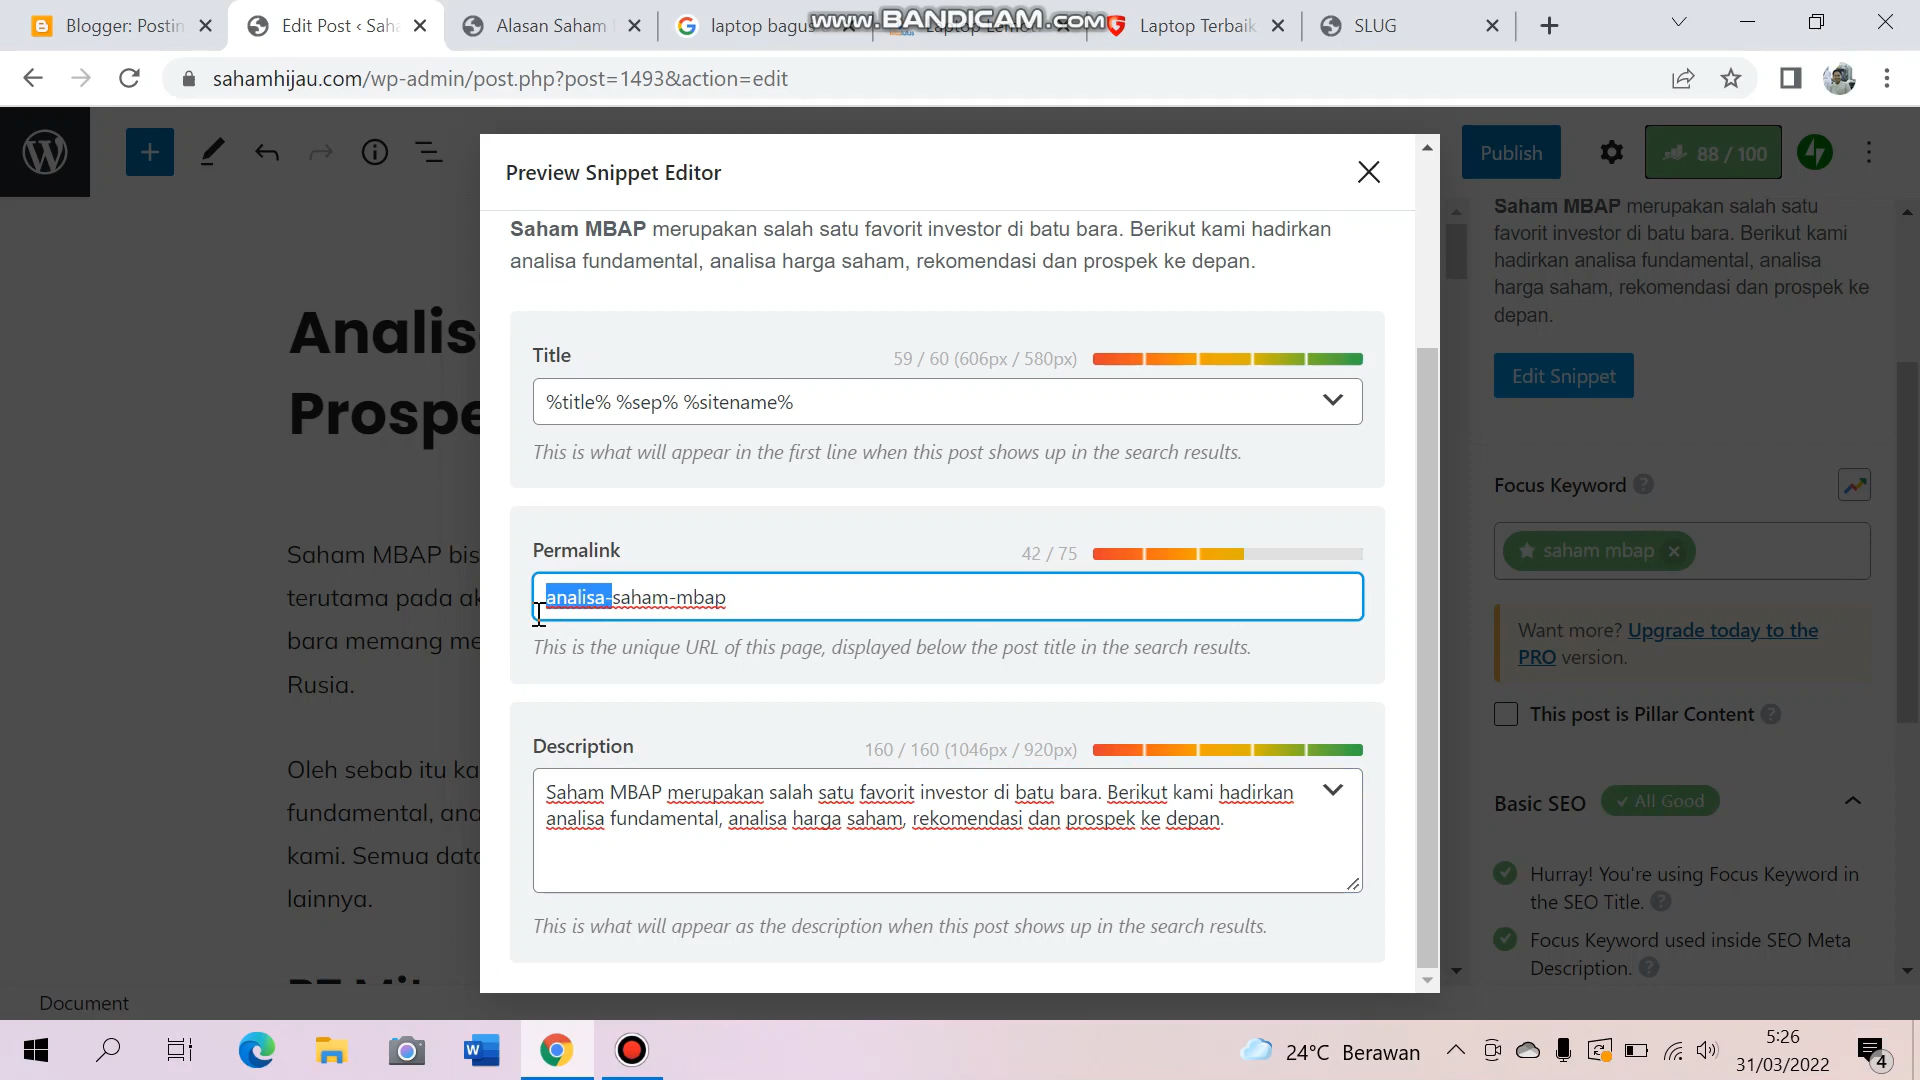 Blogger: Postin
Edit Post ‹ Saha
Alasan Saham
laptop bagus
www.BANDICAM.com
Laptop Terbaik
SLUG
sahamhijau.com/wp-admin/post.php?post=1493&action=edit
Publish
88 / 100
Preview Snippet Editor
Saham MBAP merupakan salah satu favorit investor di batu bara. Berikut kami hadirkan
analisa fundamental, analisa harga saham, rekomendasi dan prospek ke depan.
Title
59 / 60 (606px / 580px)
%title% %sep% %sitename%
This is what will appear in the first line when this post shows up in the search results.
Permalink
42 / 75
analisa-saham-mbap
This is the unique URL of this page, displayed below the post title in the search results.
Description
160 / 160 (1046px / 920px)
Saham MBAP merupakan salah satu favorit investor di batu bara. Berikut kami hadirkan
analisa fundamental, analisa harga saham, rekomendasi dan prospek ke depan.
This is what will appear as the description when this post shows up in the search results.
Analis
Prospe
Saham MBAP bis
terutama pada ak
bara memang me
Rusia.
Oleh sebab itu ka
fundamental, ana
kami. Semua data
lainnya.
Document
Saham MBAP merupakan salah satu
favorit investor di batu bara. Berikut kami
hadirkan analisa fundamental, analisa
harga saham, rekomendasi dan prospek ke
depan.
Edit Snippet
Focus Keyword
saham mbap
Want more? Upgrade today to the
PRO version.
This post is Pillar Content
Basic SEO
All Good
Hurray! You're using Focus Keyword in
the SEO Title.
Focus Keyword used inside SEO Meta
Description.
24°C Berawan
5:26
31/03/2022
4